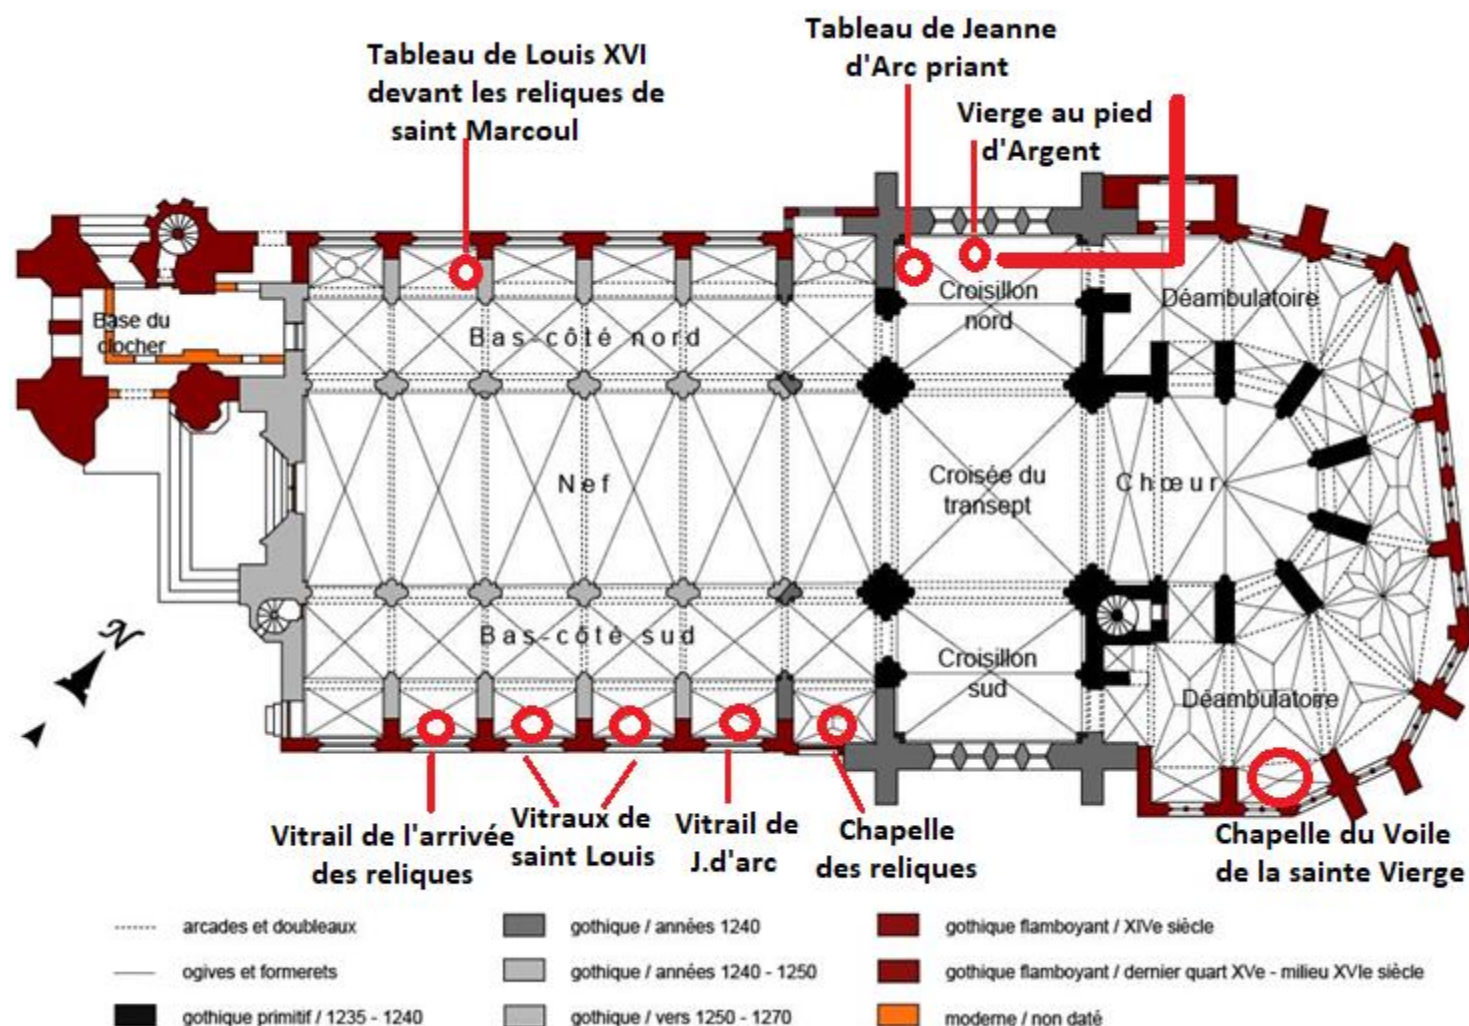 Tableau de Louis XVI
devant les reliques de
saint Marcoul
Tableau de Jeanne
d'Arc priant
Vierge au pied
d'Argent
Base du
clocher
Bas-côté nord
Croisillon
nord
Déambulatoire
Nef
Croisée du
transept
Chœur
N
Bas-côté sud
Croisillon
sud
Déambulatoire
Vitrail de l'arrivée
des reliques
Vitraux de
saint Louis
Vitrail de
J.d'arc
Chapelle
des reliques
Chapelle du Voile
de la sainte Vierge
arcades et doubleaux
ogives et formerets
gothique primitif / 1235 - 1240
gothique / années 1240
gothique / années 1240 - 1250
gothique / vers 1250 - 1270
gothique flamboyant / XIVe siècle
gothique flamboyant / dernier quart XVe - milieu XVIe siècle
moderne / non daté